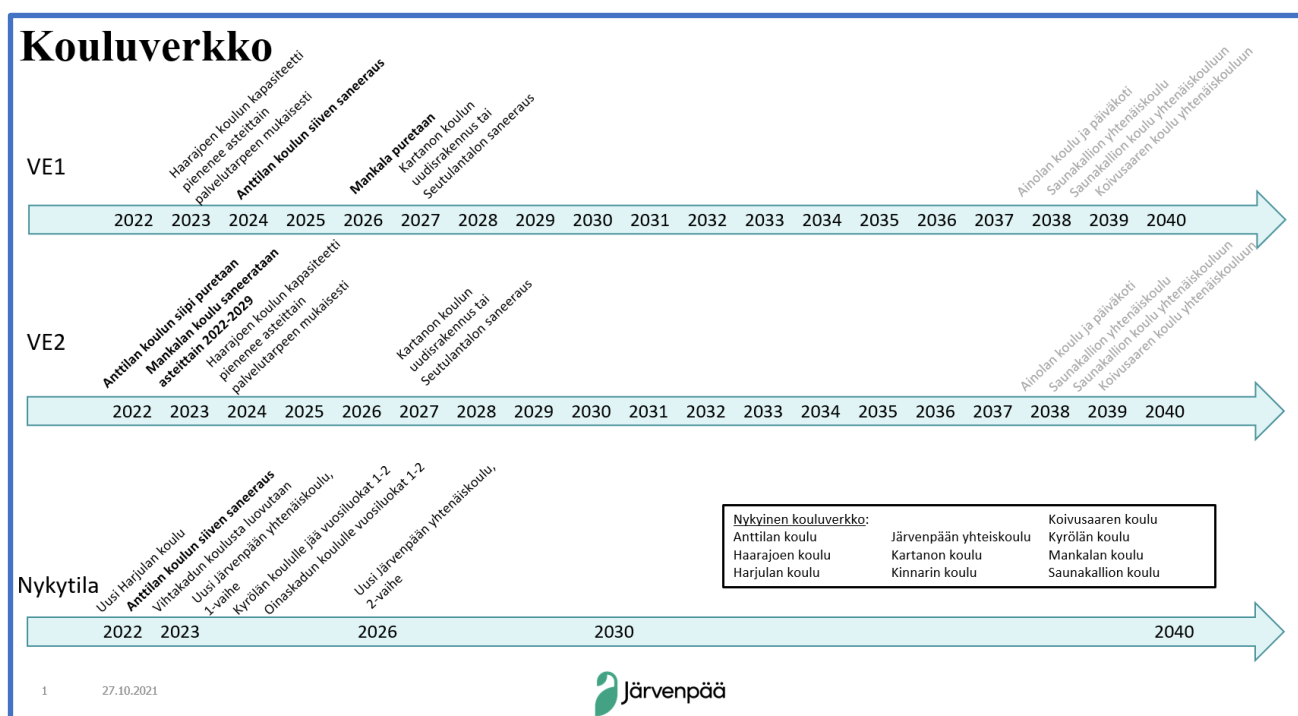 Kouluverkko
VE1
Haarajoen koulun kapasiteetti
pienenee asteittain
palvelutarpeen mukaisesti
Anttilan koulun siiven saneeraus
Mankala puretaan
Kartanon koulun
uudisrakennus tai
Seutulantalon saneeraus
Ainolan koulu ja päiväkoti
Saunakallion yhtenäiskoulu
Saunakallion koulu yhtenäiskouluun
Koivusaaren koulu yhtenäiskouluun
2022 2023 2024 2025 2026 2027 2028 2029 2030 2031 2032 2033 2034 2035 2036 2037 2038 2039 2040
VE2
Anttilan koulun siipi puretaan
Mankalan koulu saneerataan
asteittain 2022-2029
Haarajoen koulun kapasiteetti
pienenee asteittain
palvelutarpeen mukaisesti
Kartanon koulun
uudisrakennus tai
Seutulantalon saneeraus
Ainolan koulu ja päiväkoti
Saunakallion yhtenäiskoulu
Saunakallion koulu yhtenäiskouluun
Koivusaaren koulu yhtenäiskouluun
2022 2023 2024 2025 2026 2027 2028 2029 2030 2031 2032 2033 2034 2035 2036 2037 2038 2039 2040
Nykytila
Uusi Harjulan koulu
Anttilan koulun siiven saneeraus
Vihtakadun koulusta luovutaan
Uusi Järvenpään yhtenäiskoulu,
1-vaihe
Kyrölän koululle jää vuosiluokat 1-2
Oinaskadun koululle vuosiluokat 1-2
Uusi Järvenpään yhtenäiskoulu,
2-vaihe
2022 2023 2026 2030 2040
Nykyinen kouluverkko:
Anttilan koulu
Haarajoen koulu
Harjulan koulu
Järvenpään yhteiskoulu
Kartanon koulu
Kinnarin koulu
Koivusaaren koulu
Kyrölän koulu
Mankalan koulu
Saunakallion koulu
1 27.10.2021
Järvenpää